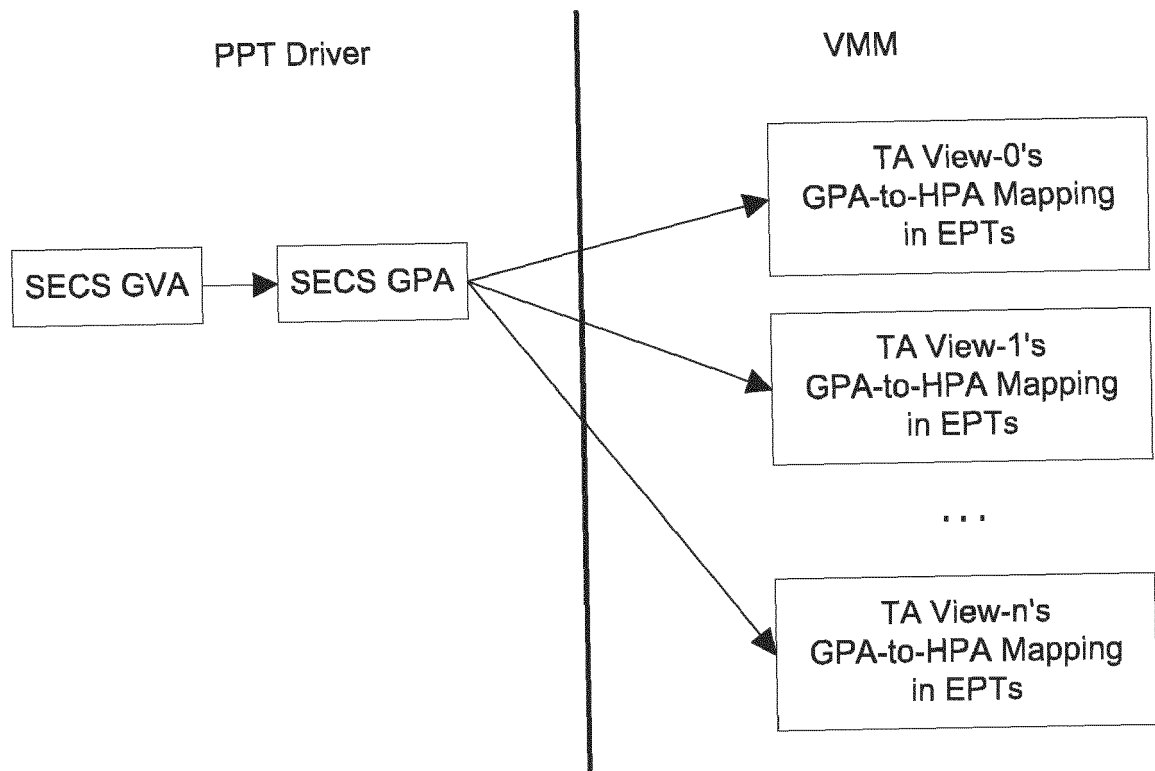 PPT Driver
VMM
SECS GVA
SECS GPA
TA View-0's
GPA-to-HPA Mapping
in EPTs
TA View-1's
GPA-to-HPA Mapping
in EPTs
...
TA View-n's
GPA-to-HPA Mapping
in EPTs